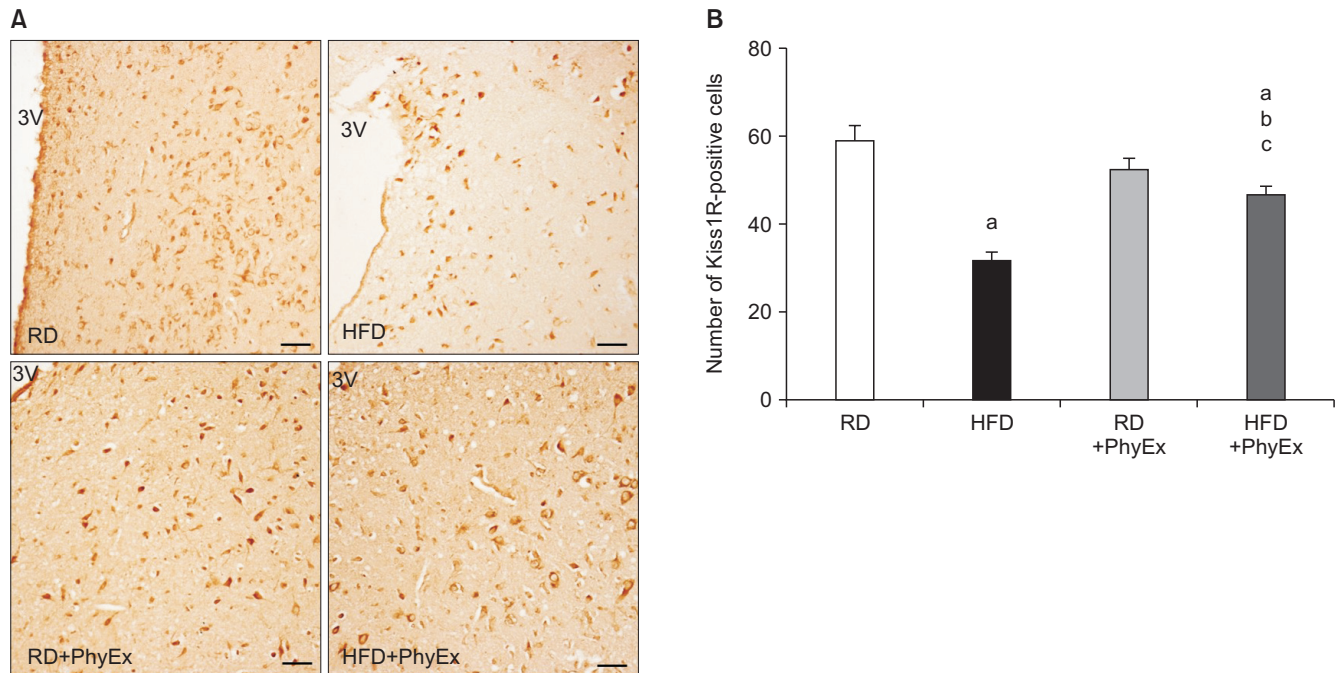 A
3V
RD
3V
HFD
3V
RD+PhyEx
3V
HFD+PhyEx
B
Number of Kiss1R-positive cells
80
60
40
20
0
a
a
b
c
RD
HFD
RD
+PhyEx
HFD
+PhyEx